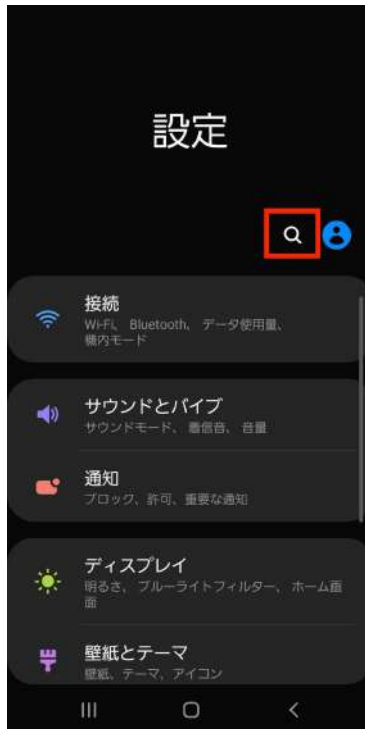 設定
接続
Wi-Fi、Bluetooth、データ使用量、
機内モード
サウンドとバイブ
サウンドモード、着信音、音量
通知
ブロック、許可、重要な通知
ディスプレイ
明るさ、ブルーライトフィルター、ホーム画
面
壁紙とテーマ
壁紙、テーマ、アイコン